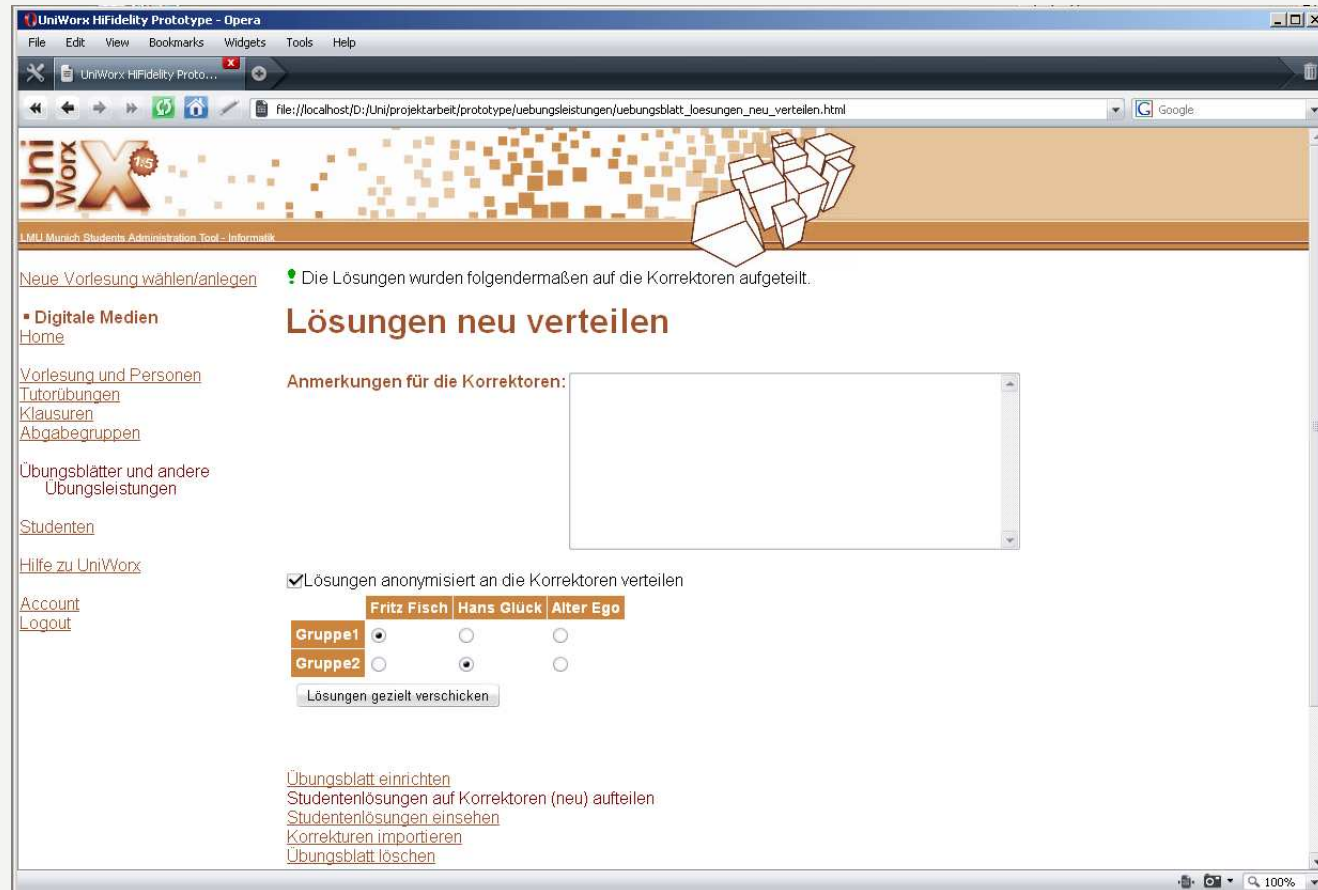 UniWorx HiFidelity Prototype - Opera
File Edit View Bookmarks Widgets Tools Help
UniWorx HiFidelity Proto...
file://localhost/D:/Uni/projektarbeit/prototype/uebungsleistungen/uebungsblatt_loesungen_neu_verteilen.html
Google
Uni
Worx
X
1.5
LMU Munich Students Administration Tool - Informatik
Neue Vorlesung wählen/anlegen
Digitale Medien
Home
Vorlesung und Personen
Tutorübungen
Klausuren
Abgabegruppen
Übungsblätter und andere
Übungsleistungen
Studenten
Hilfe zu UniWorx
Account
Logout
Die Lösungen wurden folgendermaßen auf die Korrektoren aufgeteilt.
Lösungen neu verteilen
Anmerkungen für die Korrektoren:
Lösungen anonymisiert an die Korrektoren verteilen
Fritz Fisch Hans Glück Alter Ego
Gruppe1
Gruppe2
Lösungen gezielt verschicken
Übungsblatt einrichten
Studentenlösungen auf Korrektoren (neu) aufteilen
Studentenlösungen einsehen
Korrekturen importieren
Übungsblatt löschen
100%